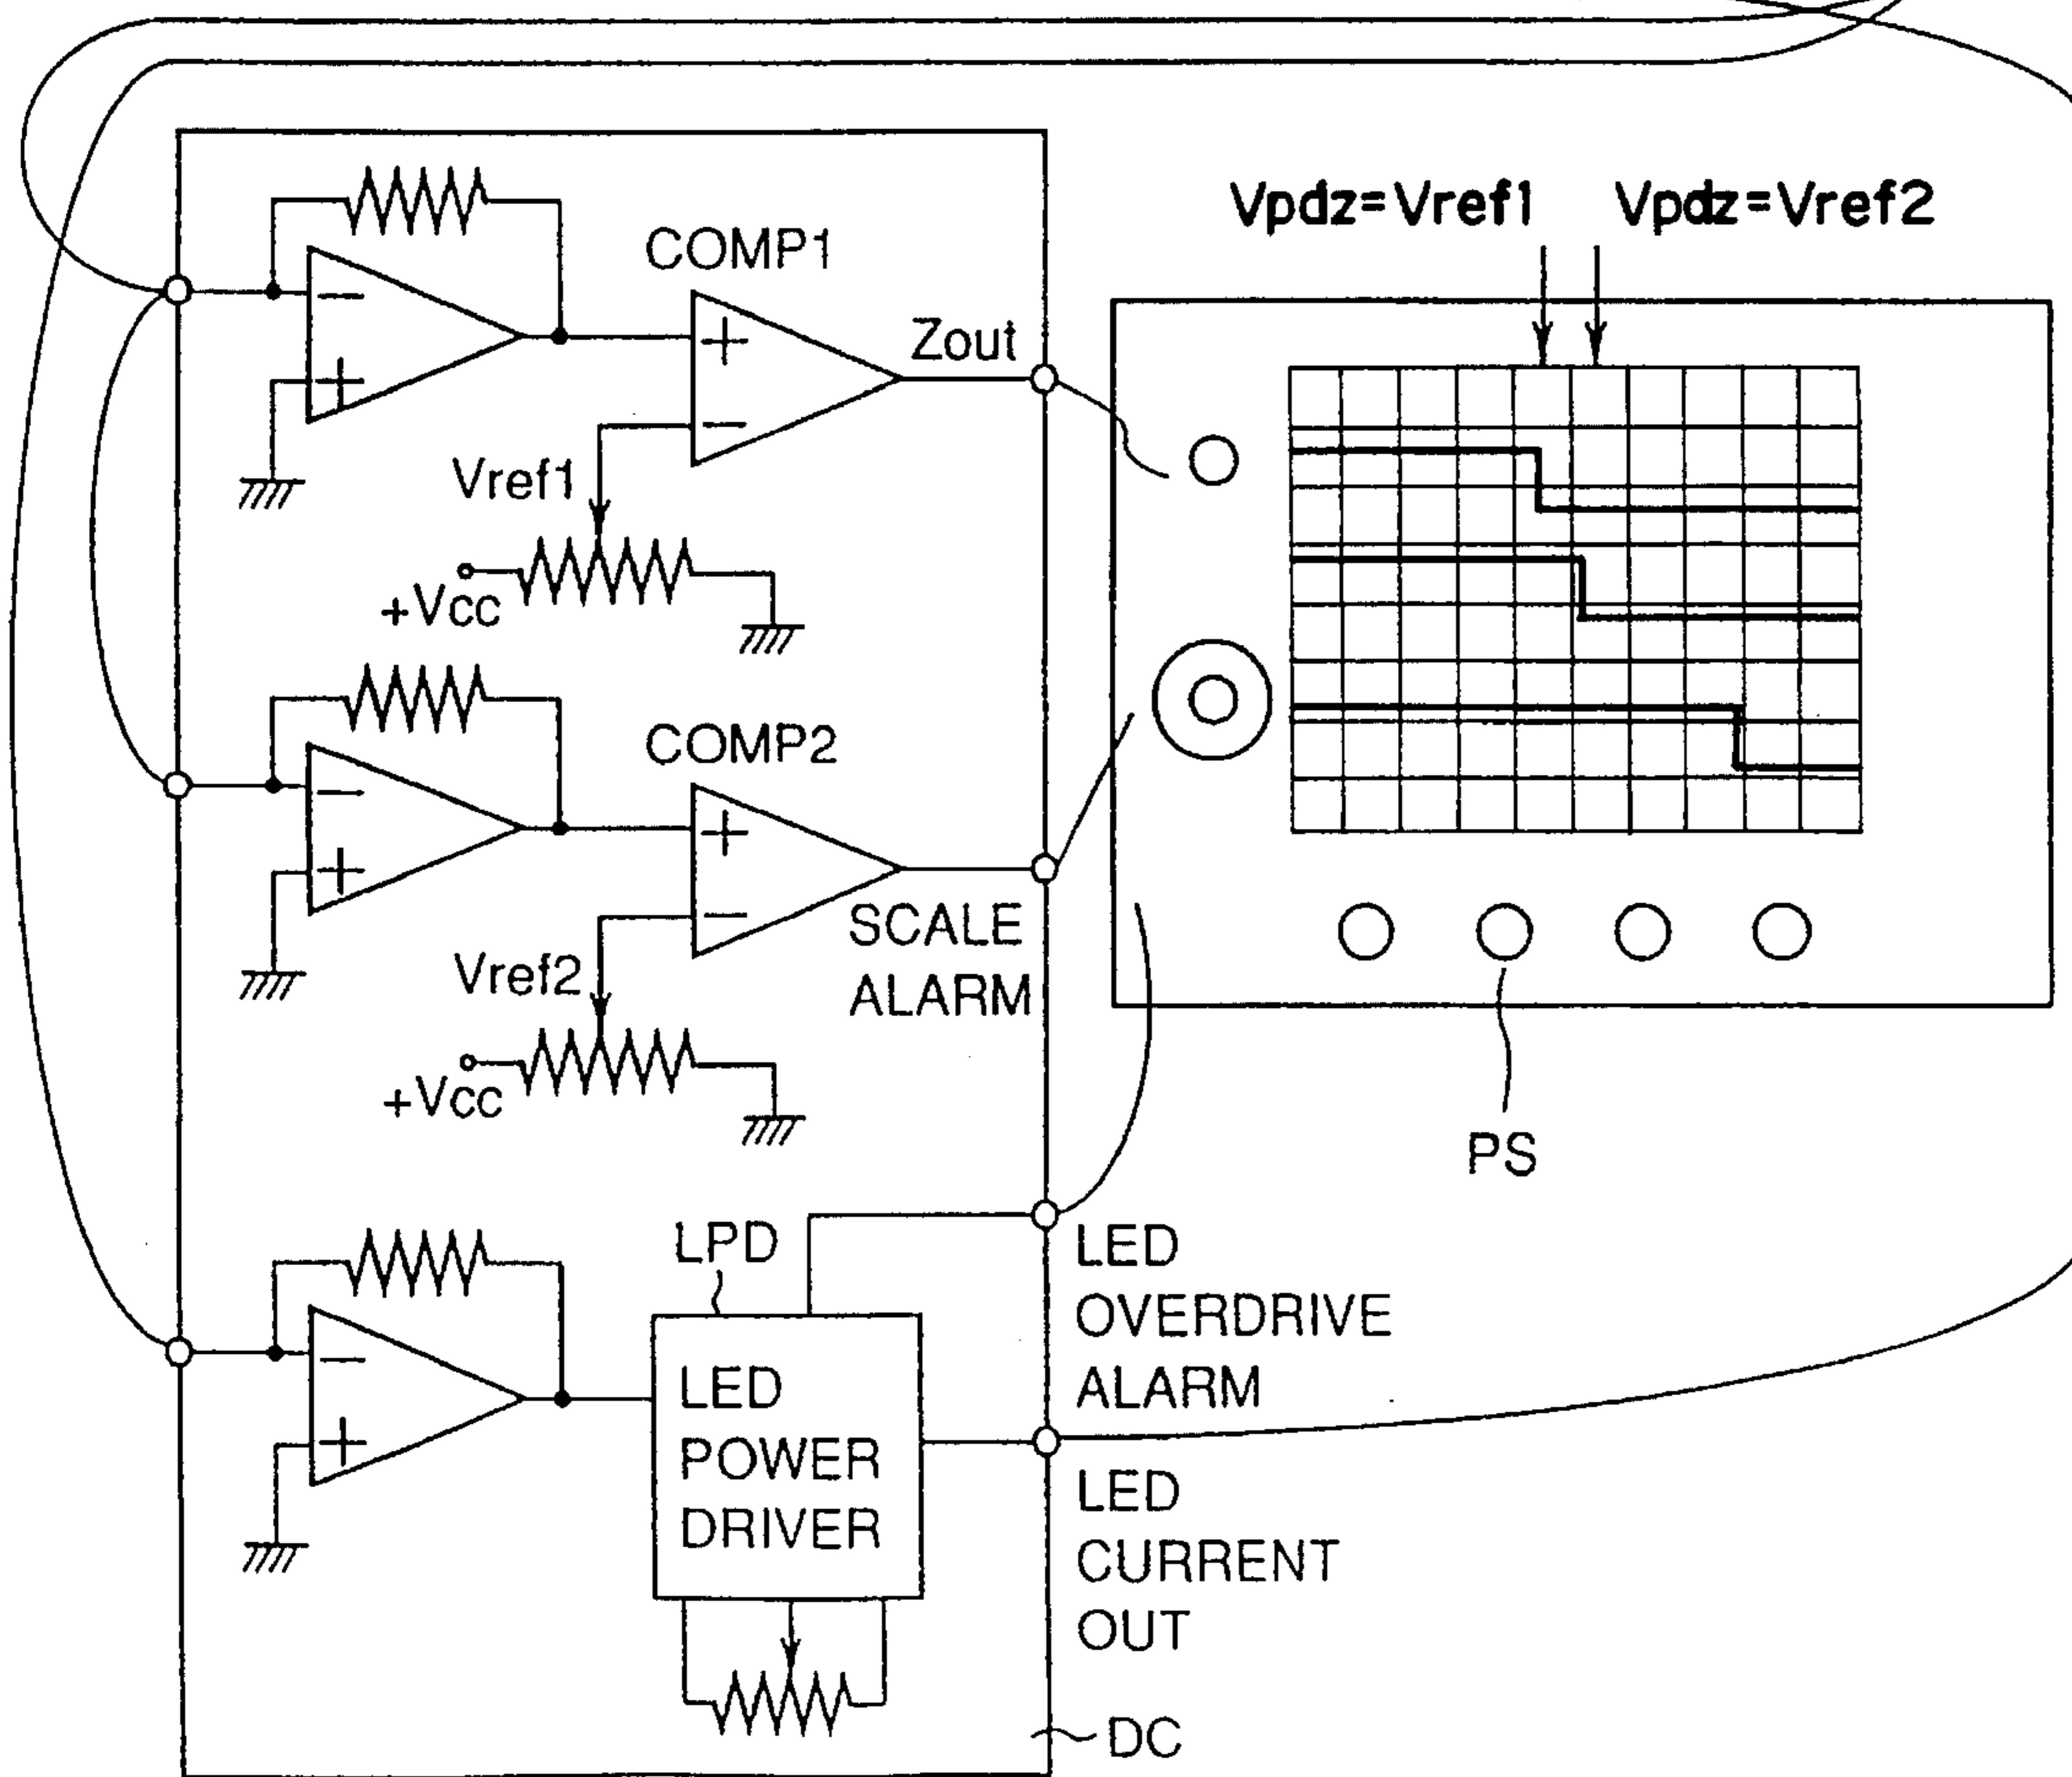 Vpdz=Vref1 Vpdz=Vref2
COMP1
Zout
Vref1
+Vcc
COMP2
SCALE
ALARM
Vref2
+Vcc
PS
LPD
LED
OVERDRIVE
ALARM
LED
POWER
DRIVER
LED
CURRENT
OUT
DC